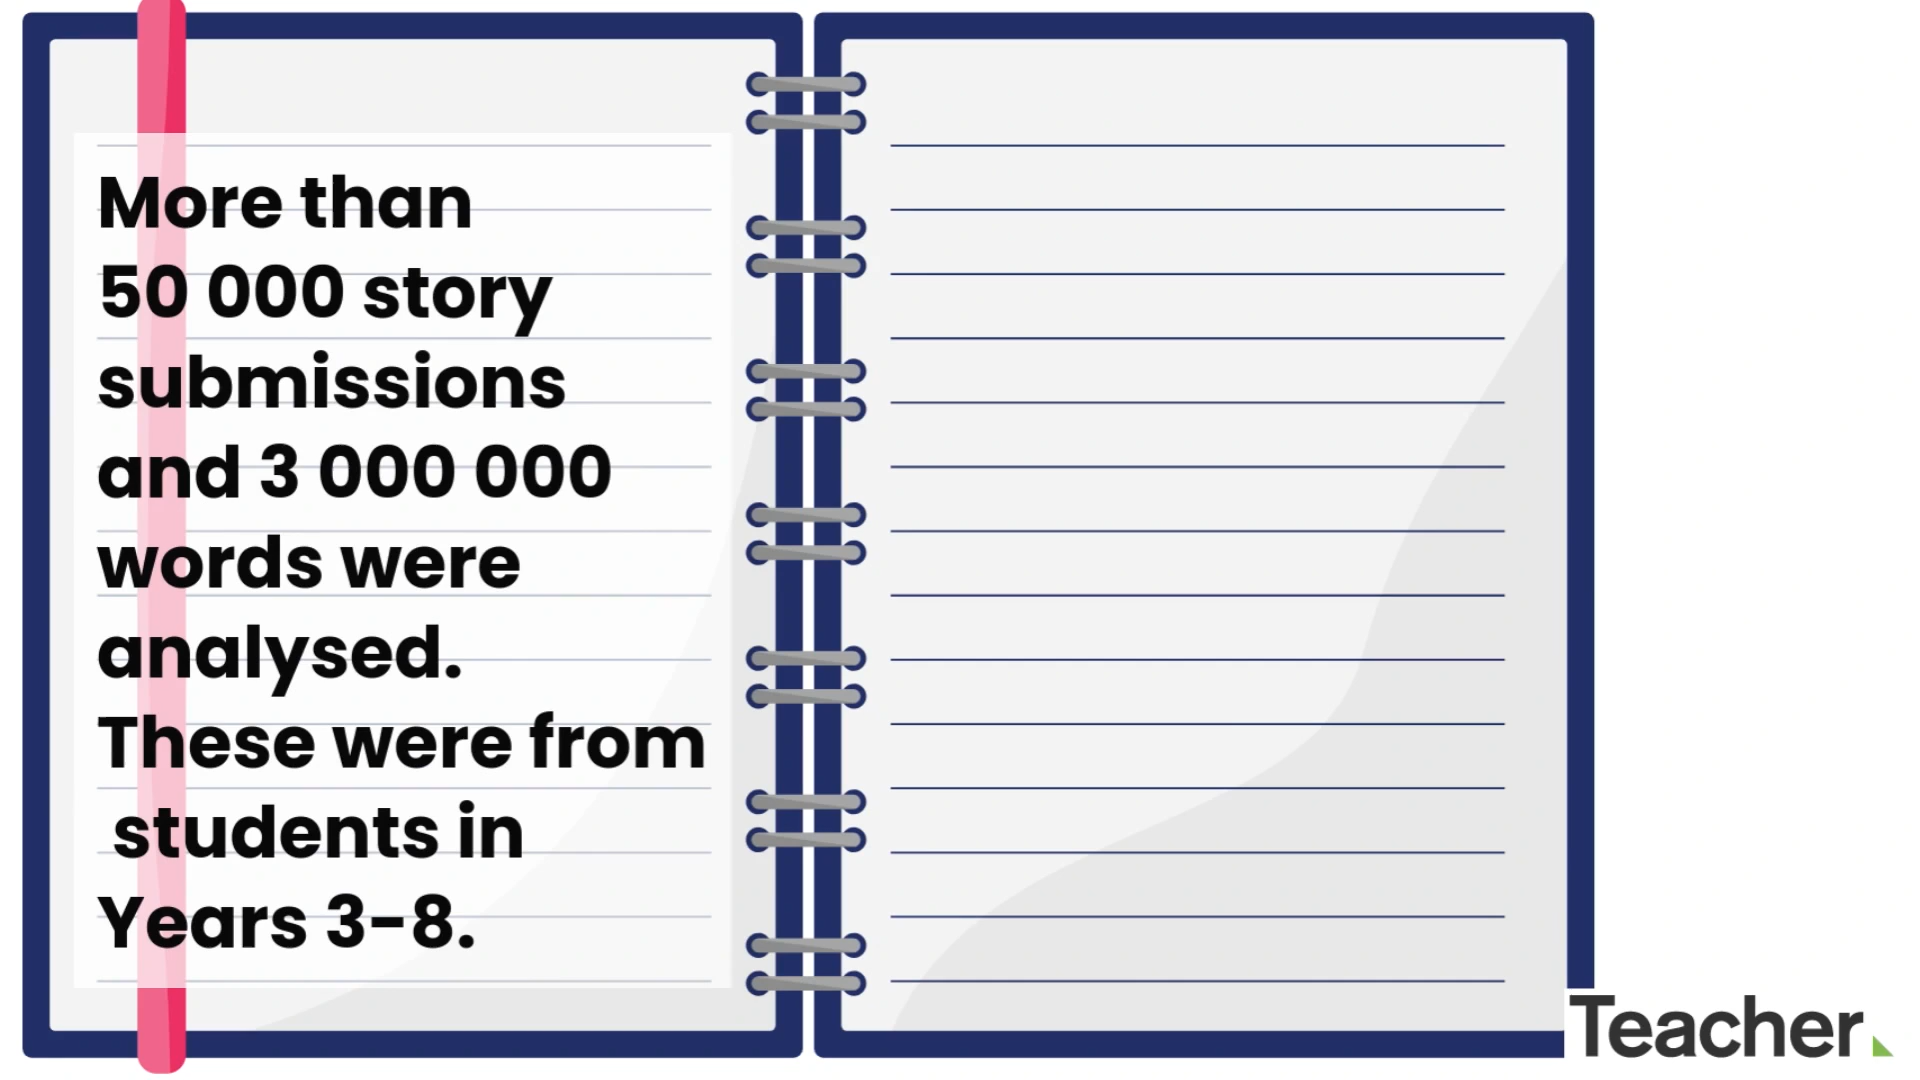 More than
50 000 story
submissions
and 3 000 000
words were
analysed.
These were from
students in
Years 3-8.
Teacher